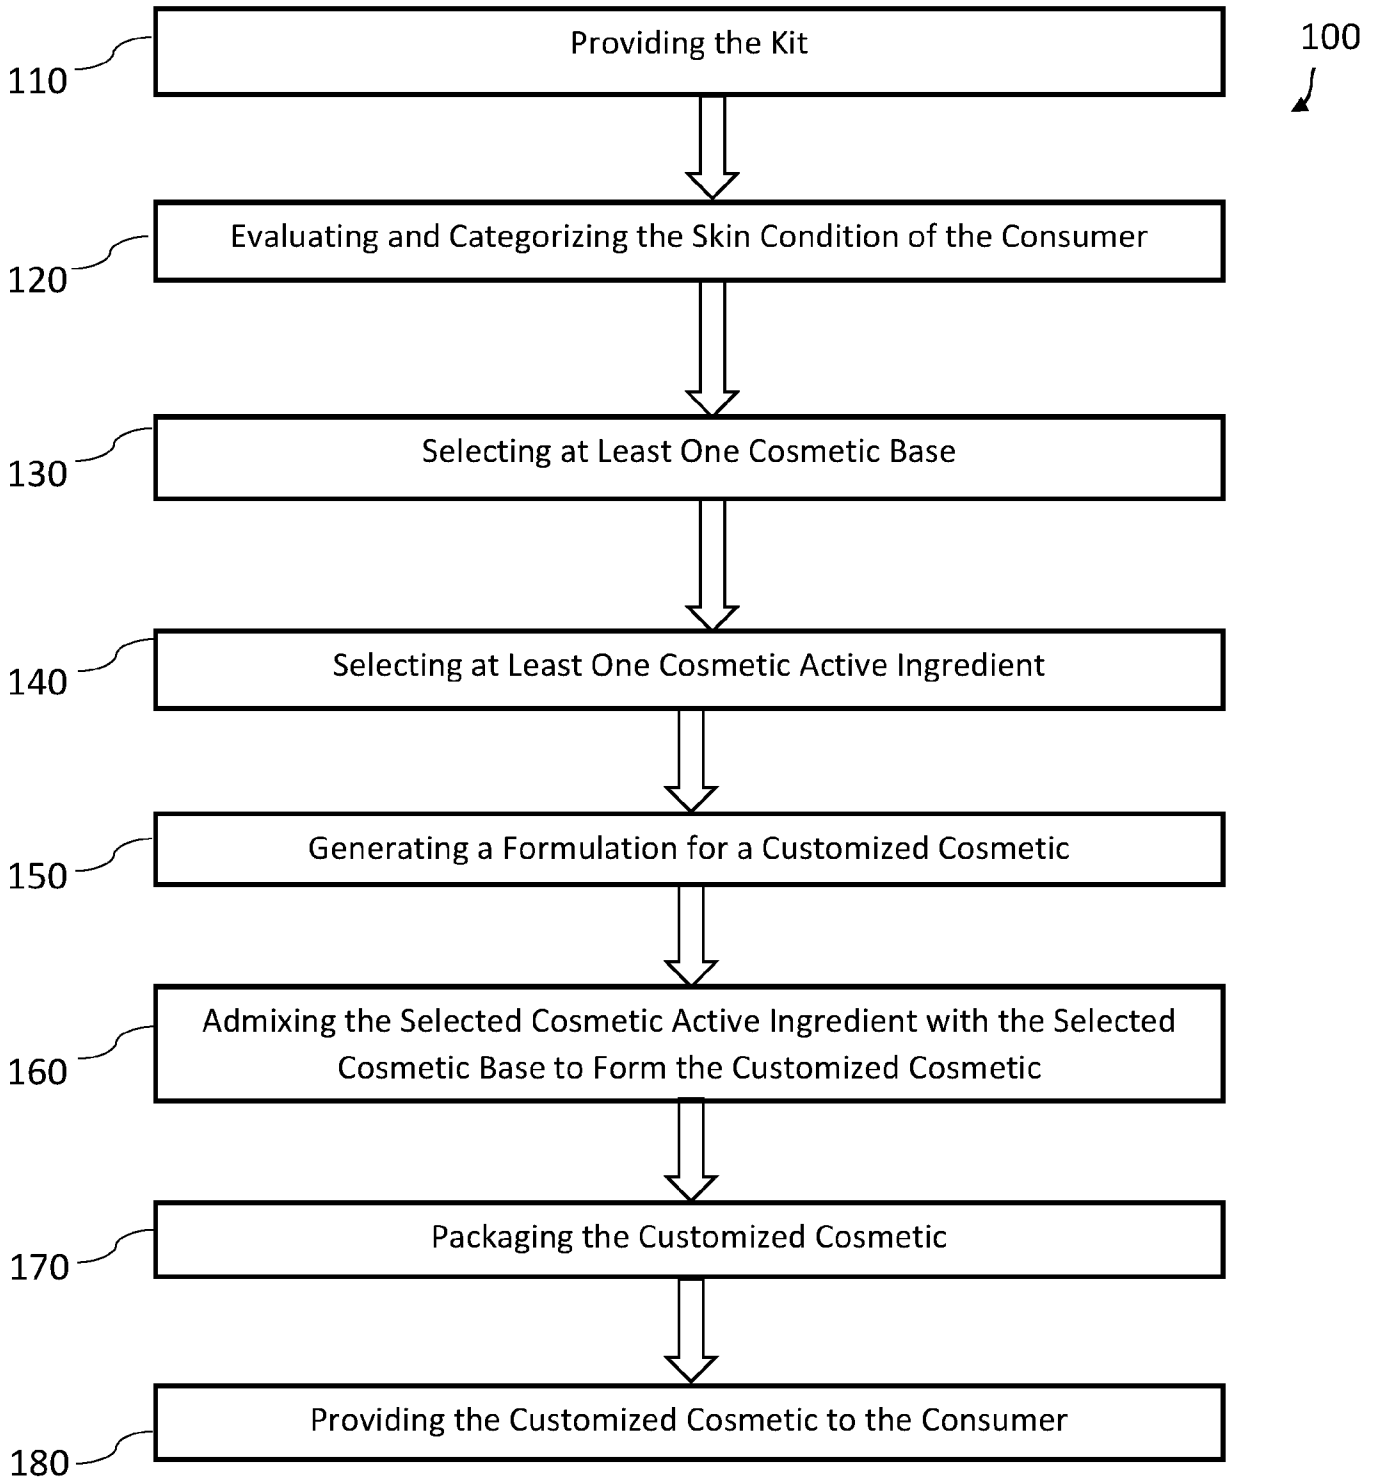 Providing the Kit
100
110
Evaluating and Categorizing the Skin Condition of the Consumer
120
Selecting at Least One Cosmetic Base
130
Selecting at Least One Cosmetic Active Ingredient
140
Generating a Formulation for a Customized Cosmetic
150
Admixing the Selected Cosmetic Active Ingredient with the Selected
Cosmetic Base to Form the Customized Cosmetic
160
Packaging the Customized Cosmetic
170
Providing the Customized Cosmetic to the Consumer
180